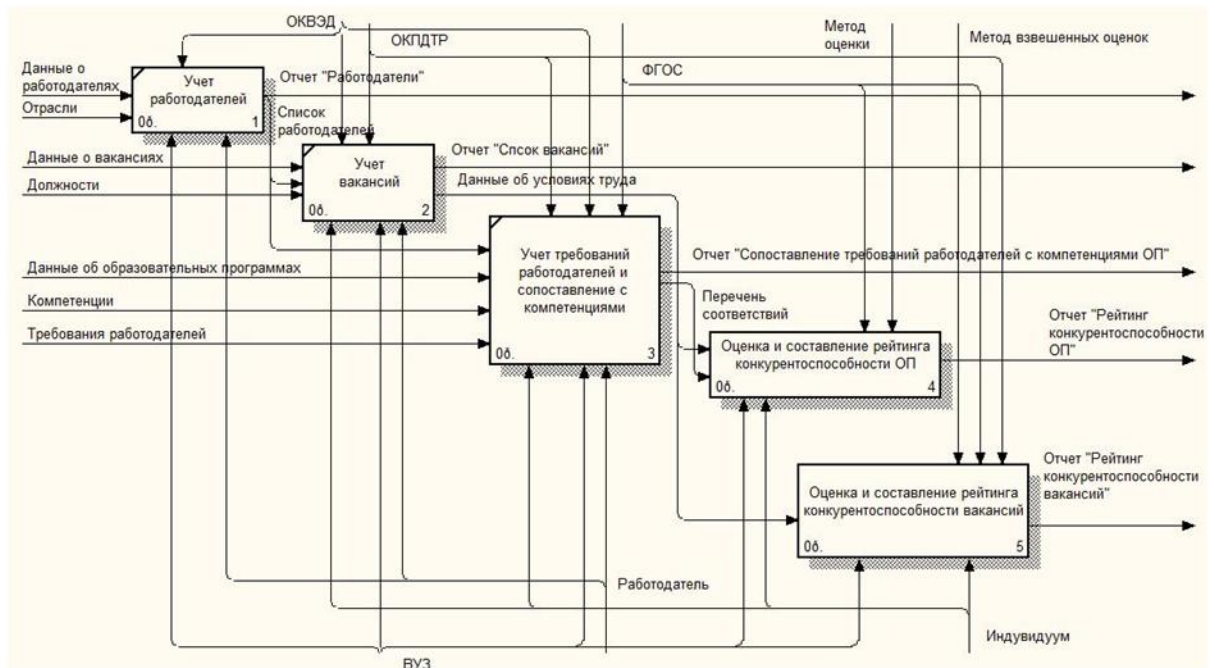 ОКВЭД
ОКПДТР
Метод
оценки
Метод взвешенных оценок
ФГОС
Данные о
работодателях
Отрасли
Учет
работодателей
0б.
1
Отчет "Работодатели"
Список
работодателей
Данные о вакансиях
Должности
Учет
вакансий
0б.
2
Отчет "Спсок вакансий"
Данные об условиях труда
Данные об образовательных программах
Компетенции
Требования работодателей
Учет требований
работодателей и
сопоставление с
компетенциями
0б.
3
Отчет "Сопоставление требований работодателей с компетенциями ОП"
Перечень
соответствий
Оценка и составление рейтинга
конкурентоспособности ОП
0б.
4
Отчет "Рейтинг
конкурентоспособности
ОП"
Оценка и составление рейтинга
конкурентоспособности вакансий
0б.
5
Отчет "Рейтинг
конкурентоспособности
вакансий"
Работодатель
Индувидуум
ВУЗ